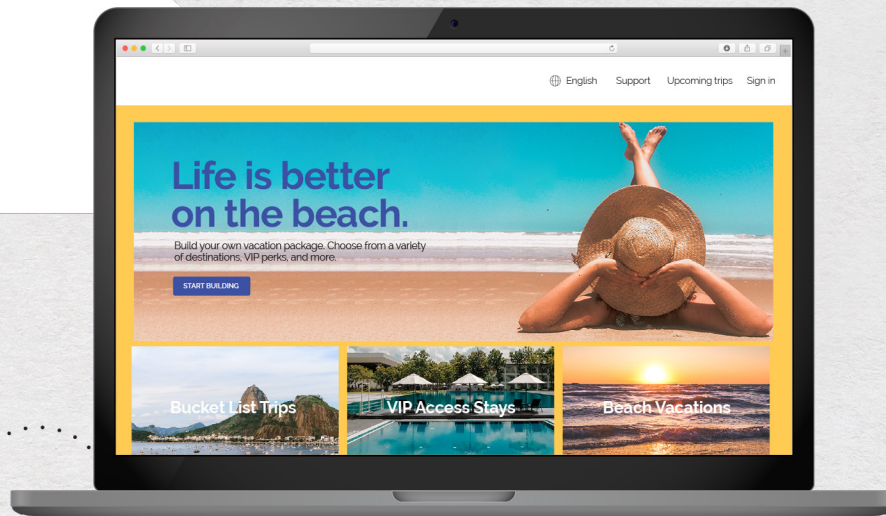 English Support Upcoming trips Sign in
Life is better
on the beach.
Build your own vacation package. Choose from a variety
of destinations, VIP perks, and more.
START BUILDING
Bucket List Trips
VIP Access Stays
Beach Vacations